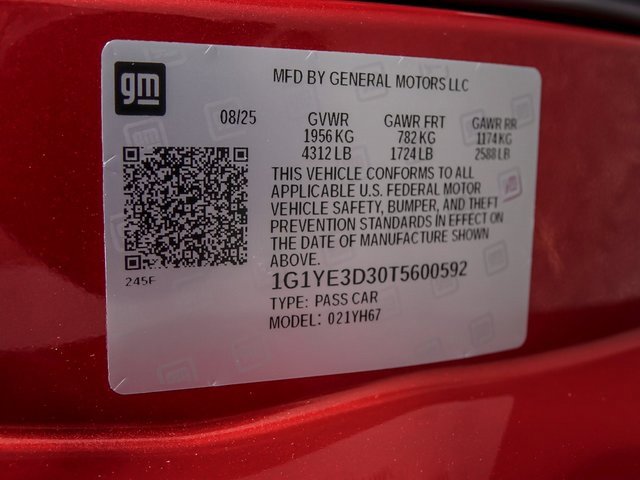 gm
MFD BY GENERAL MOTORS LLC
08/25 GVWR GAWR FRT GAWR RR
1956 KG 782 KG 1174 KG
4312 LB 1724 LB 2588 LB
THIS VEHICLE CONFORMS TO ALL
APPLICABLE U.S. FEDERAL MOTOR
VEHICLE SAFETY, BUMPER, AND THEFT
PREVENTION STANDARDS IN EFFECT ON
THE DATE OF MANUFACTURE SHOWN
ABOVE.
245F
1G1YE3D30T5600592
TYPE: PASS CAR
MODEL: 021YH67